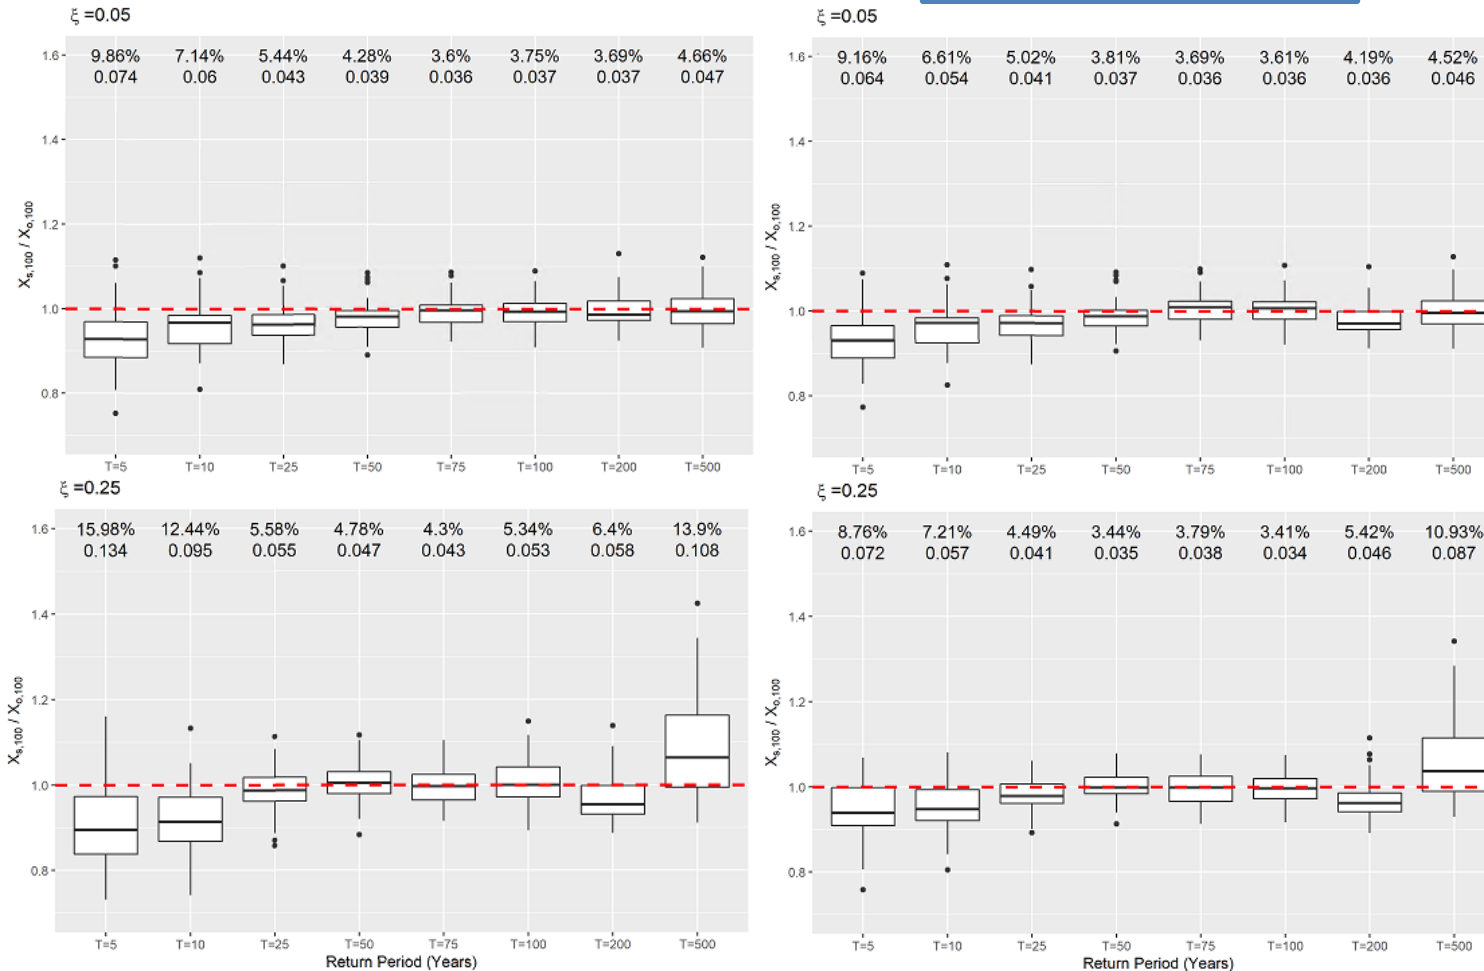 ξ =0.05
9.86% 7.14% 5.44% 4.28% 3.6% 3.75% 3.69% 4.66%
0.074 0.06 0.043 0.039 0.036 0.037 0.037 0.047
1.6
1.4
1.2
1.0
0.8
Xs,100 / Xo,100
T=5 T=10 T=25 T=50 T=75 T=100 T=200 T=500
ξ =0.05
9.16% 6.61% 5.02% 3.81% 3.69% 3.61% 4.19% 4.52%
0.064 0.054 0.041 0.037 0.036 0.036 0.036 0.046
1.6
1.4
1.2
1.0
0.8
Xs,100 / Xo,100
T=5 T=10 T=25 T=50 T=75 T=100 T=200 T=500
ξ =0.25
15.98% 12.44% 5.58% 4.78% 4.3% 5.34% 6.4% 13.9%
0.134 0.095 0.055 0.047 0.043 0.053 0.058 0.108
1.6
1.4
1.2
1.0
0.8
Xs,100 / Xo,100
T=5 T=10 T=25 T=50 T=75 T=100 T=200 T=500
Return Period (Years)
ξ =0.25
8.76% 7.21% 4.49% 3.44% 3.79% 3.41% 5.42% 10.93%
0.072 0.057 0.041 0.035 0.038 0.034 0.046 0.087
1.6
1.4
1.2
1.0
0.8
Xs,100 / Xo,100
T=5 T=10 T=25 T=50 T=75 T=100 T=200 T=500
Return Period (Years)